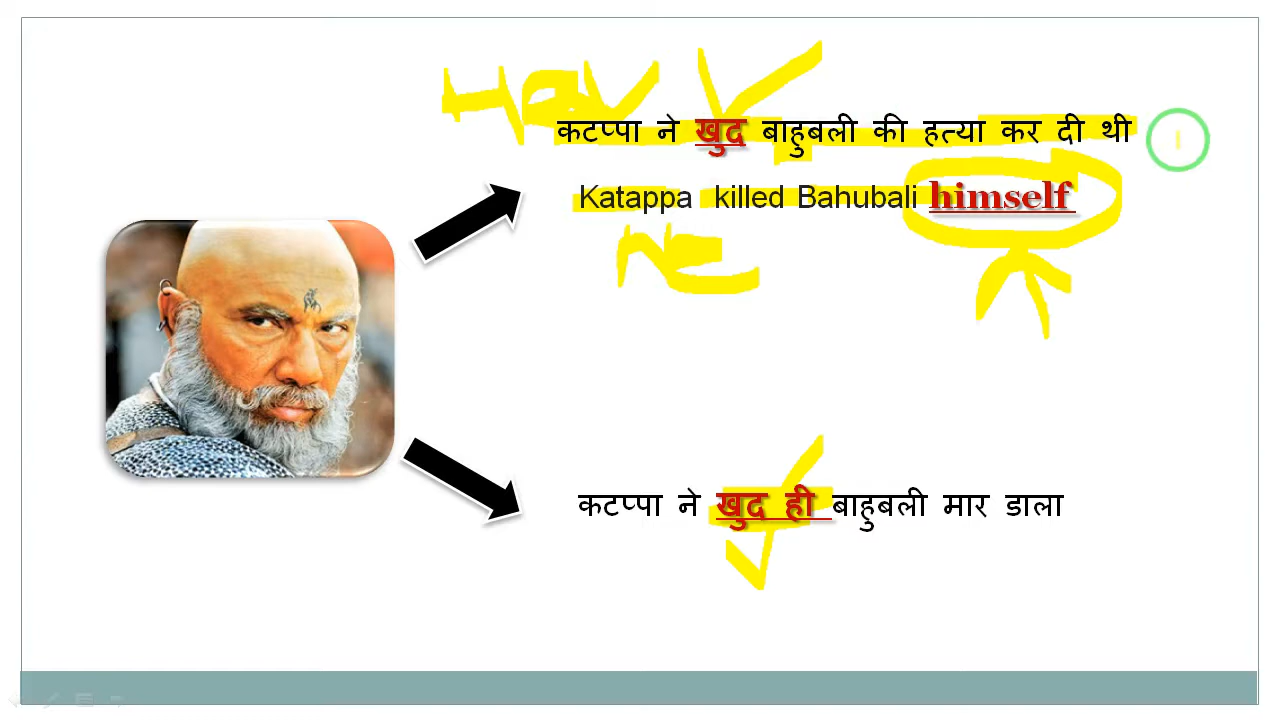 कटप्पा ने खुद बाहुबली की हत्या कर दी थी
Katappa killed Bahubali himself
कटप्पा ने खुद ही बाहुबली मार डाला